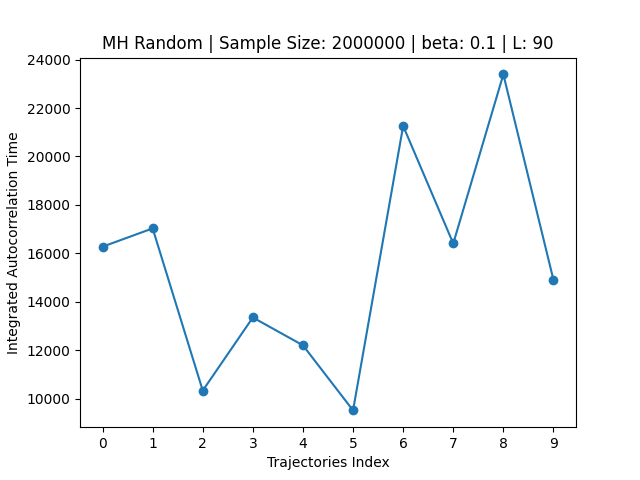 MH Random | Sample Size: 2000000 | beta: 0.1 | L: 90
24000
22000
20000
18000
16000
14000
12000
10000
Integrated Autocorrelation Time
0 1 2 3 4 5 6 7 8 9
Trajectories Index